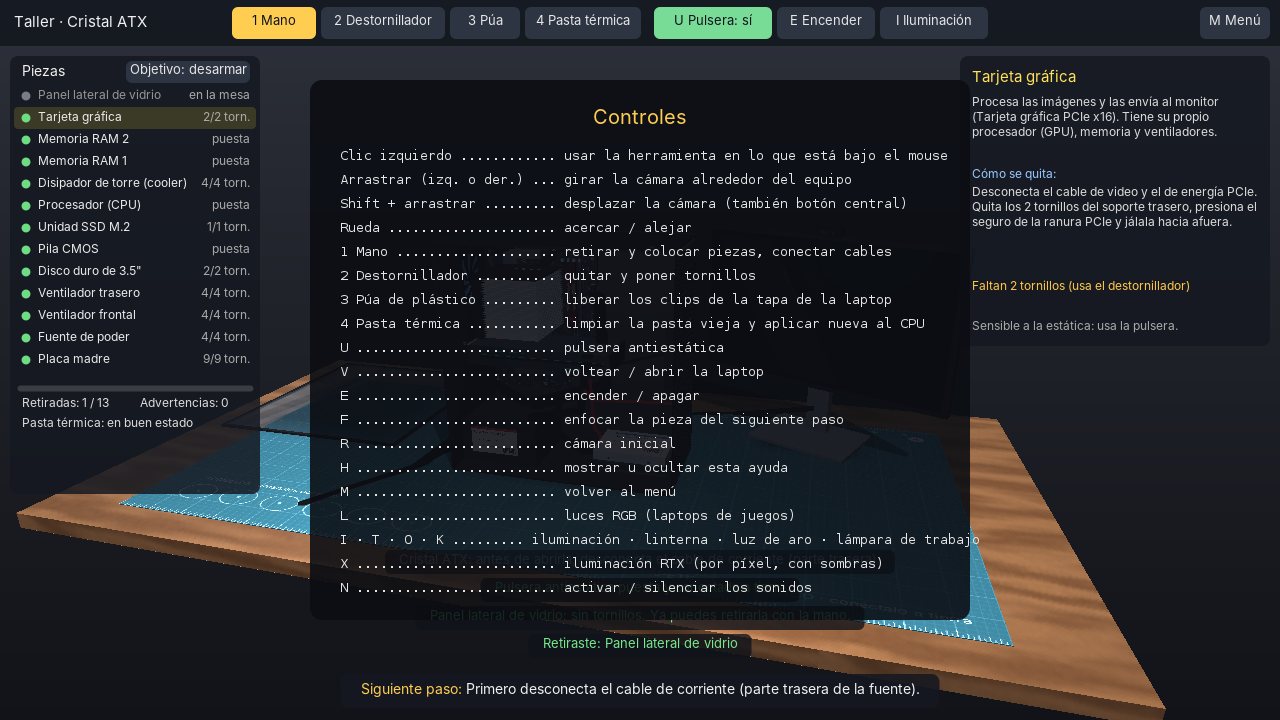 Taller · Cristal ATX
1 Mano
2 Destornillador
3 Púa
4 Pasta térmica
U Pulsera: sí
E Encender
I Iluminación
M Menú
Piezas
Objetivo: desarmar
Panel lateral de vidrio en la mesa
Tarjeta gráfica 2/2 torn.
Memoria RAM 2 puesta
Memoria RAM 1 puesta
Disipador de torre (cooler) 4/4 torn.
Procesador (CPU) puesta
Unidad SSD M.2 1/1 torn.
Pila CMOS puesta
Disco duro de 3.5" 2/2 torn.
Ventilador trasero 4/4 torn.
Ventilador frontal 4/4 torn.
Fuente de poder 4/4 torn.
Placa madre 9/9 torn.
Retiradas: 1 / 13 Advertencias: 0
Pasta térmica: en buen estado
Controles
Clic izquierdo ............ usar la herramienta en lo que está bajo el mouse
Arrastrar (izq. o der.) ... girar la cámara alrededor del equipo
Shift + arrastrar ......... desplazar la cámara (también botón central)
Rueda ..................... acercar / alejar
1 Mano .................... retirar y colocar piezas, conectar cables
2 Destornillador .......... quitar y poner tornillos
3 Púa de plástico ......... liberar los clips de la tapa de la laptop
4 Pasta térmica ........... limpiar la pasta vieja y aplicar nueva al CPU
U ......................... pulsera antiestática
V ......................... voltear / abrir la laptop
E ......................... encender / apagar
F ......................... enfocar la pieza del siguiente paso
R ......................... cámara inicial
H ......................... mostrar u ocultar esta ayuda
M ......................... volver al menú
L ......................... luces RGB (laptops de juegos)
I · T · O · K ......... iluminación · linterna · luz de aro · lámpara de trabajo
X ......................... iluminación RTX (por píxel, con sombras)
N ......................... activar / silenciar los sonidos
Panel lateral de vidrio: sin tornillos. Ya puedes retirarla con la mano.
Retiraste: Panel lateral de vidrio
Siguiente paso: Primero desconecta el cable de corriente (parte trasera de la fuente).
Tarjeta gráfica
Procesa las imágenes y las envía al monitor
(Tarjeta gráfica PCIe x16). Tiene su propio
procesador (GPU), memoria y ventiladores.
Cómo se quita:
Desconecta el cable de video y el de energía PCIe.
Quita los 2 tornillos del soporte trasero, presiona el
seguro de la ranura PCIe y jálala hacia afuera.
Faltan 2 tornillos (usa el destornillador)
Sensible a la estática: usa la pulsera.